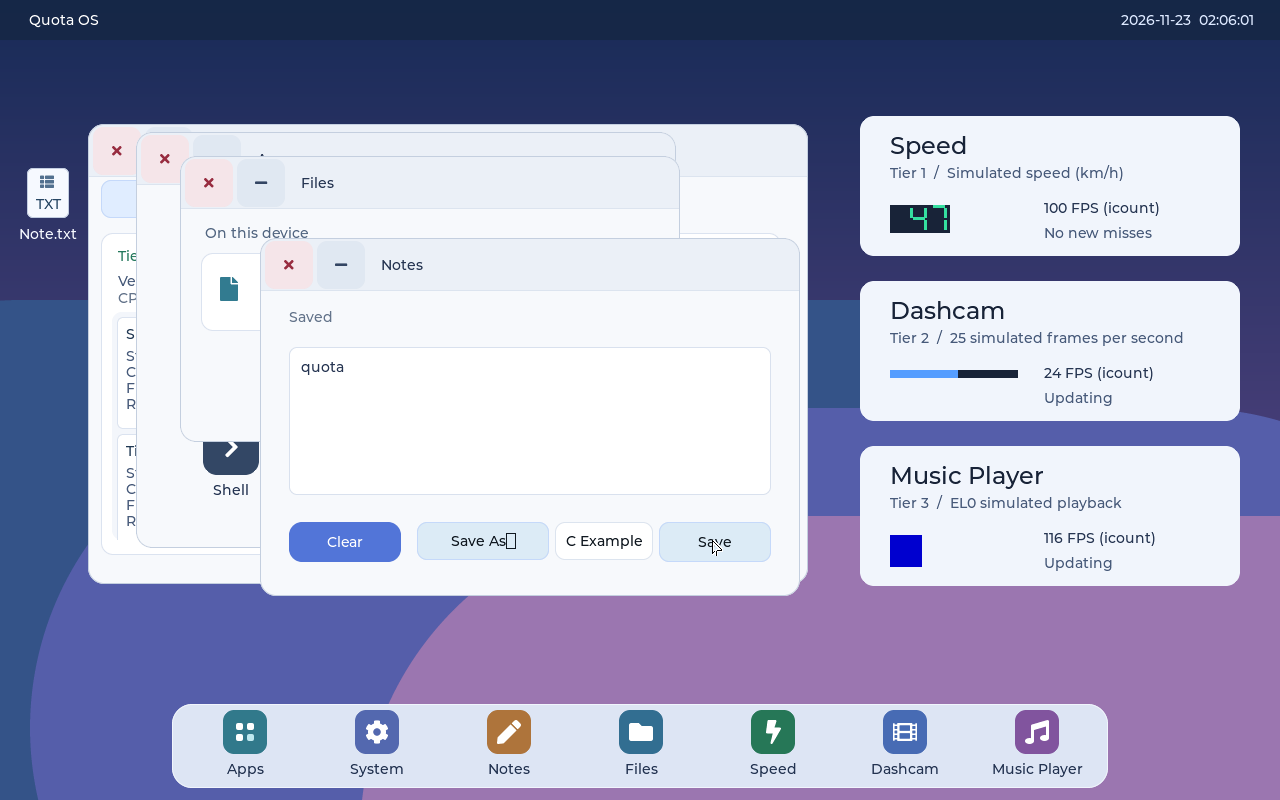 Quota OS
2026-11-23 02:06:01
TXT
Note.txt
Files
On this device
Notes
Saved
quota
Clear
Save As
C Example
Save
Shell
Speed
Tier 1 / Simulated speed (km/h)
47
100 FPS (icount)
No new misses
Dashcam
Tier 2 / 25 simulated frames per second
24 FPS (icount)
Updating
Music Player
Tier 3 / EL0 simulated playback
116 FPS (icount)
Updating
Apps
System
Notes
Files
Speed
Dashcam
Music Player